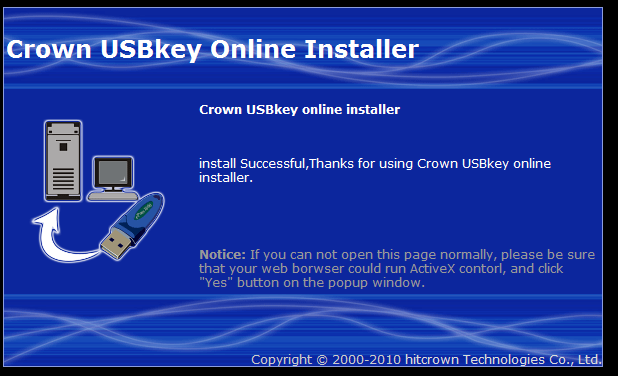 Crown USBkey Online Installer
Crown USBkey online installer
install Successful,Thanks for using Crown USBkey online
installer.
Notice: If you can not open this page normally, please be sure
that your web borwser could run ActiveX contorl, and click
"Yes" button on the popup window.
Copyright © 2000-2010 hitcrown Technologies Co., Ltd.